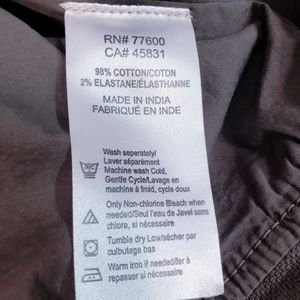 RN# 77600
CA# 45831
98% COTTON/COTON
2% ELASTANE/ÉLASTHANNE
MADE IN INDIA
FABRIQUÉ EN INDE
Wash seperately/
Laver séparément
Machine wash Cold,
Gentle Cycle/Lavage en
machine à froid, cycle doux
Only Non-chlorine Bleach when
needed/Seul l'eau de Javel sans
chlore, si nécessaire
Tumble dry Low/sécher par
culbutage bas
Warm iron if needed/repasser
à tiède si nécessaire